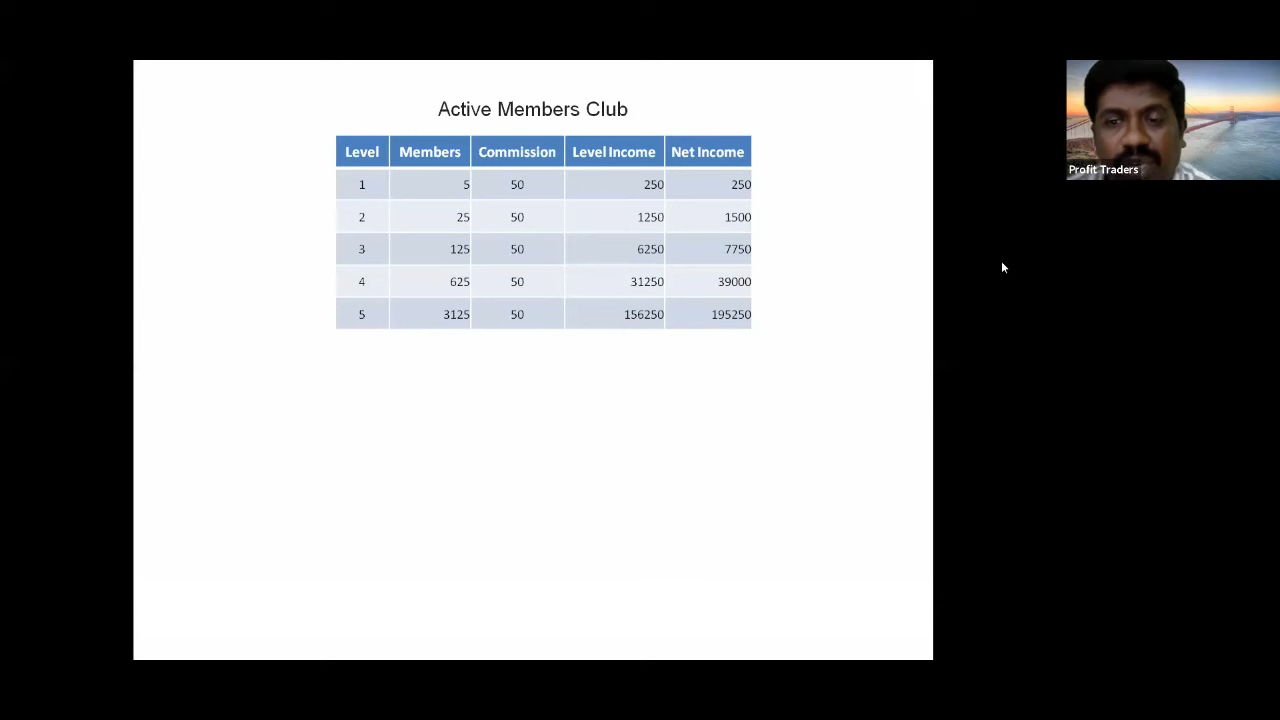 Active Members Club
Level Members Commission Level Income Net Income
1 5 50 250 250
2 25 50 1250 1500
3 125 50 6250 7750
4 625 50 31250 39000
5 3125 50 156250 195250
Profit Traders